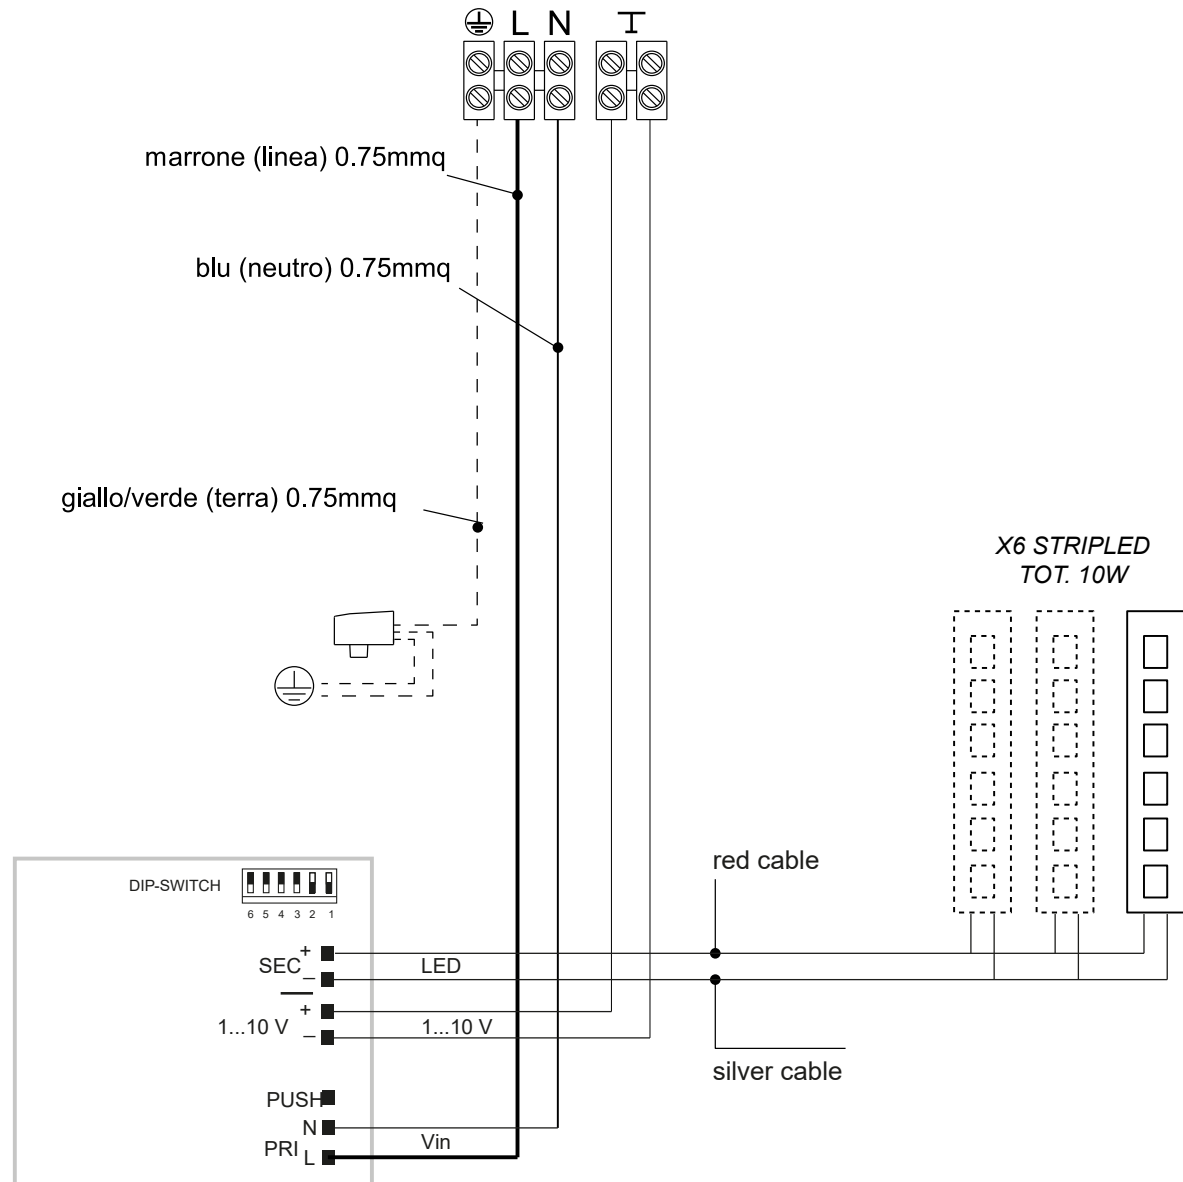 L N
marrone (linea) 0.75mmq
blu (neutro) 0.75mmq
giallo/verde (terra) 0.75mmq
X6 STRIPLED
TOT. 10W
red cable
DIP-SWITCH
6 5 4 3 2 1
+
SEC
LED
–
+
1...10 V
1...10 V
–
silver cable
PUSH
N
PRI
Vin
L